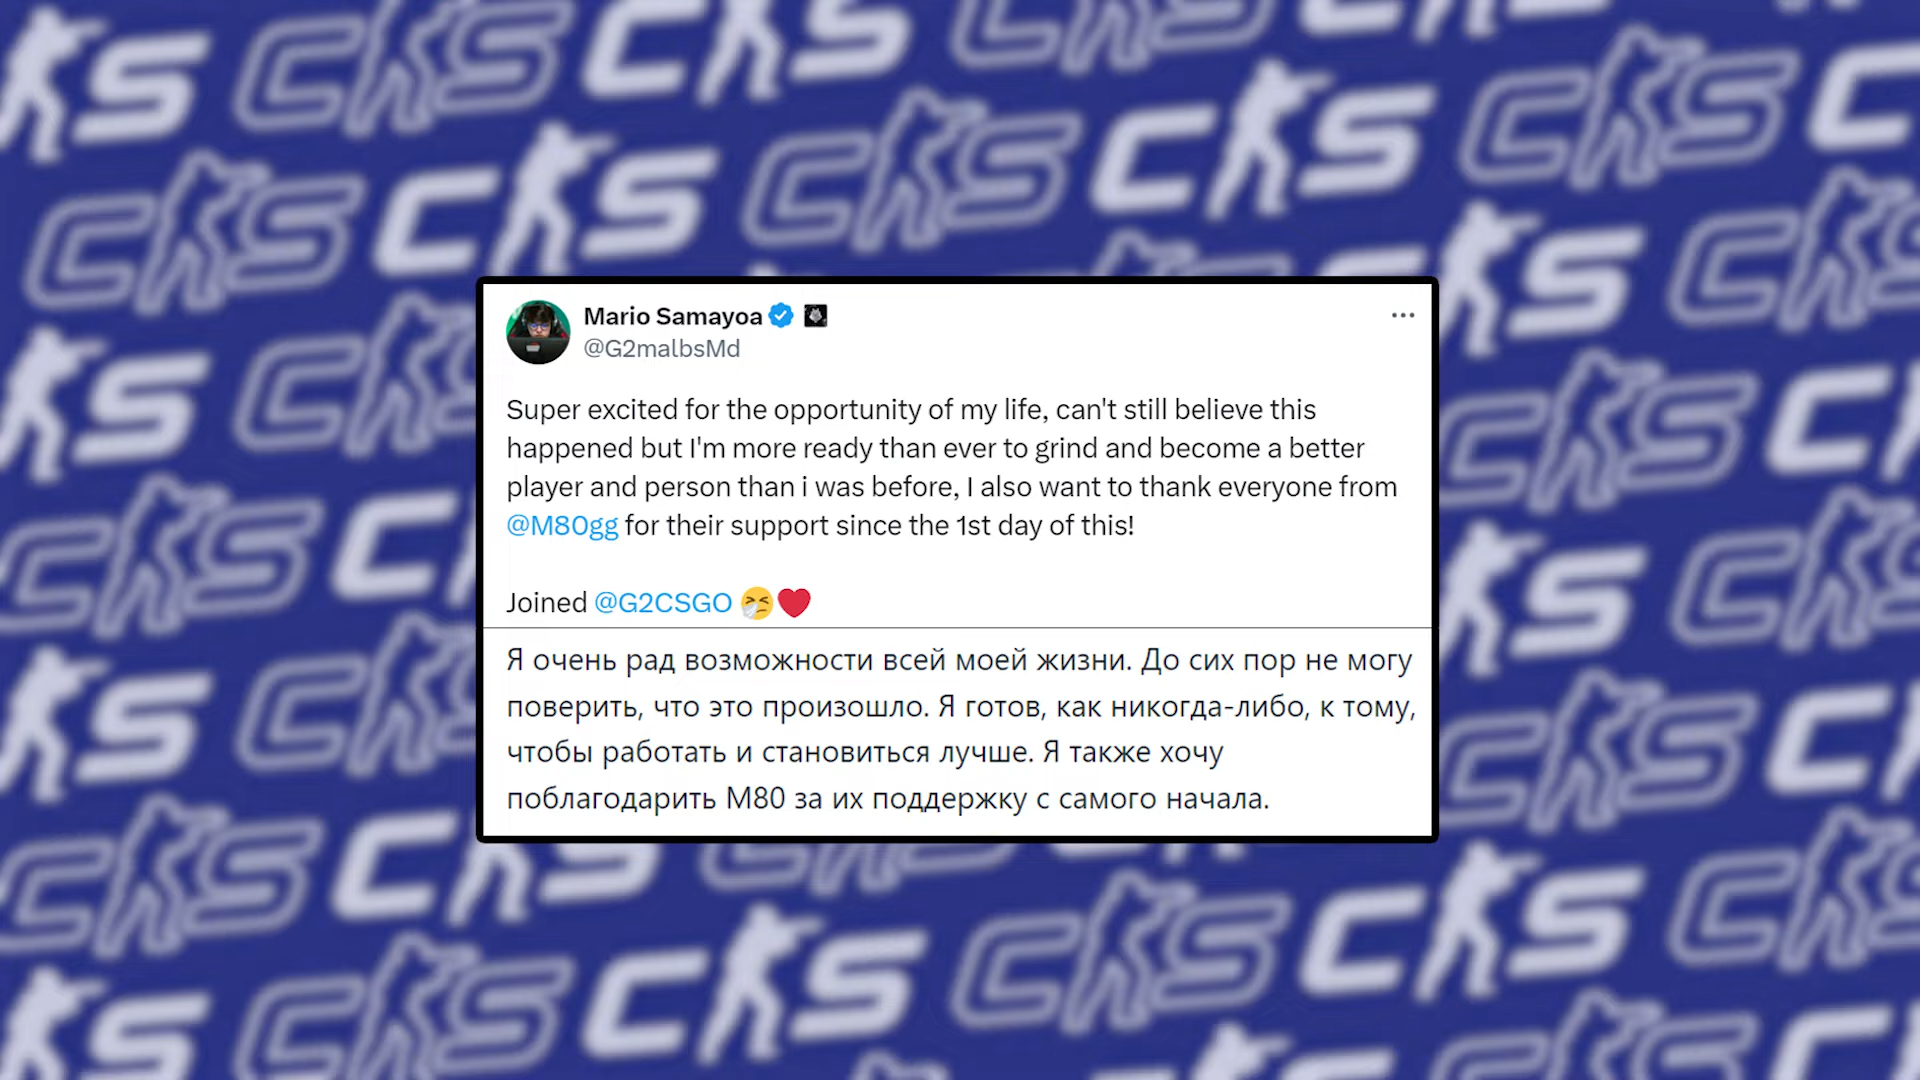 Mario Samayoa
@G2malbsMd
Super excited for the opportunity of my life, can't still believe this
happened but I'm more ready than ever to grind and become a better
player and person than i was before, I also want to thank everyone from
@M80gg for their support since the 1st day of this!
Joined @G2CSGO 🤧❤️
Я очень рад возможности всей моей жизни. До сих пор не могу
поверить, что это произошло. Я готов, как никогда-либо, к тому,
чтобы работать и становиться лучше. Я также хочу
поблагодарить M80 за их поддержку с самого начала.